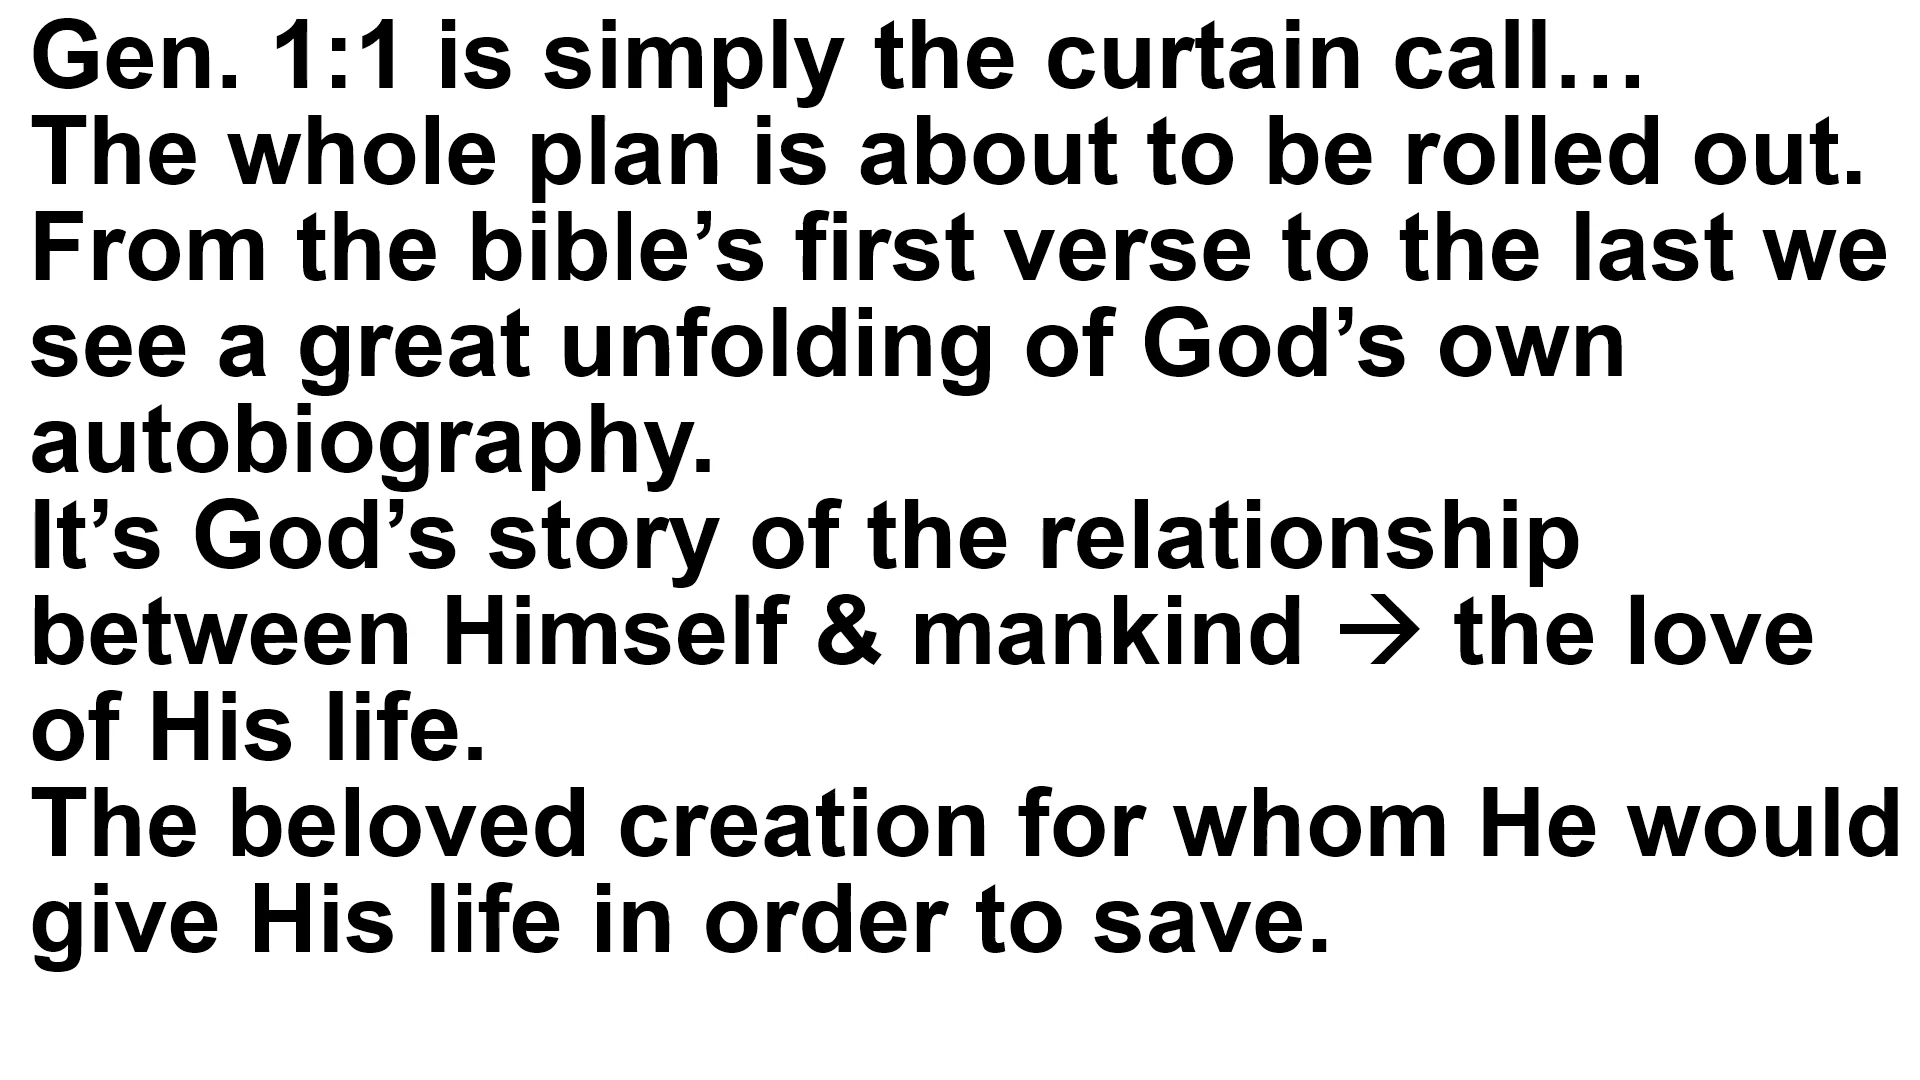 Gen. 1:1 is simply the curtain call…
The whole plan is about to be rolled out.
From the bible’s first verse to the last we
see a great unfolding of God’s own
autobiography.
It’s God’s story of the relationship
between Himself & mankind → the love
of His life.
The beloved creation for whom He would
give His life in order to save.